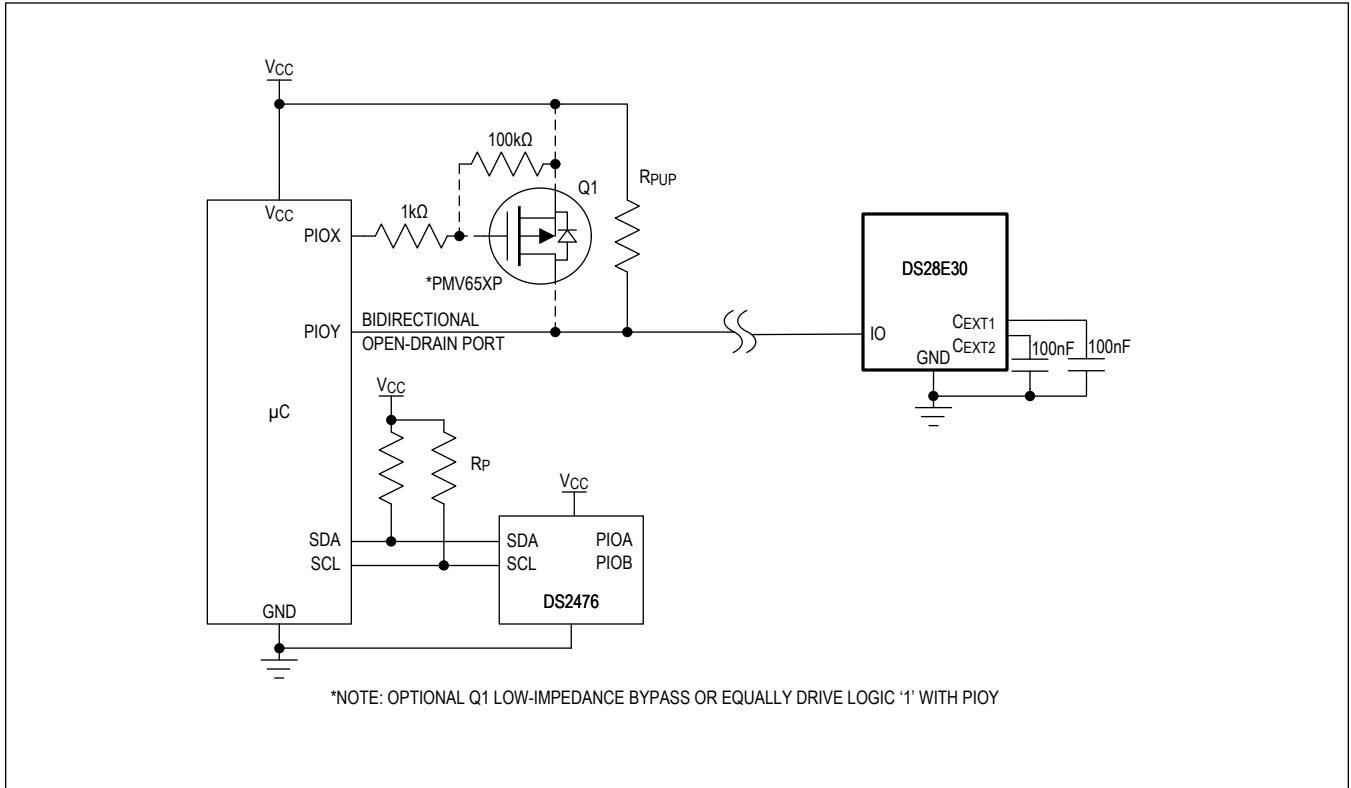 VCC
100kΩ
Q1
RPUP
1kΩ
VCC
PIOX
*PMV65XP
DS28E30
PIOY
BIDIRECTIONAL
OPEN-DRAIN PORT
IO
CEXT1
CEXT2
GND
100nF
100nF
VCC
µC
RP
VCC
SDA
SCL
SDA
SCL
PIOA
PIOB
DS2476
GND
*NOTE: OPTIONAL Q1 LOW-IMPEDANCE BYPASS OR EQUALLY DRIVE LOGIC ‘1’ WITH PIOY